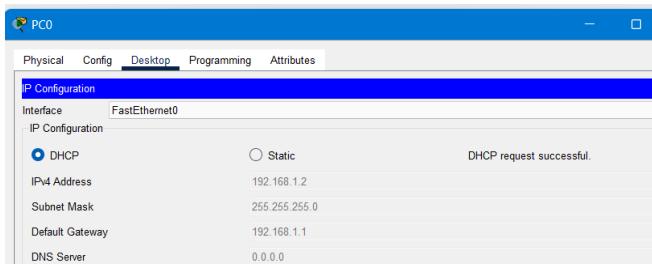 PC0
Physical Config Desktop Programming Attributes
IP Configuration
Interface FastEthernet0
IP Configuration
DHCP Static DHCP request successful.
IPv4 Address 192.168.1.2
Subnet Mask 255.255.255.0
Default Gateway 192.168.1.1
DNS Server 0.0.0.0